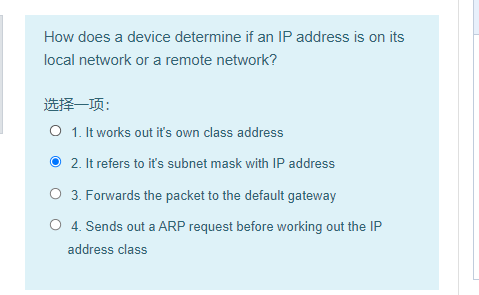 How does a device determine if an IP address is on its
local network or a remote network?
选择一项:
1. It works out it's own class address
2. It refers to it's subnet mask with IP address
3. Forwards the packet to the default gateway
4. Sends out a ARP request before working out the IP
address class